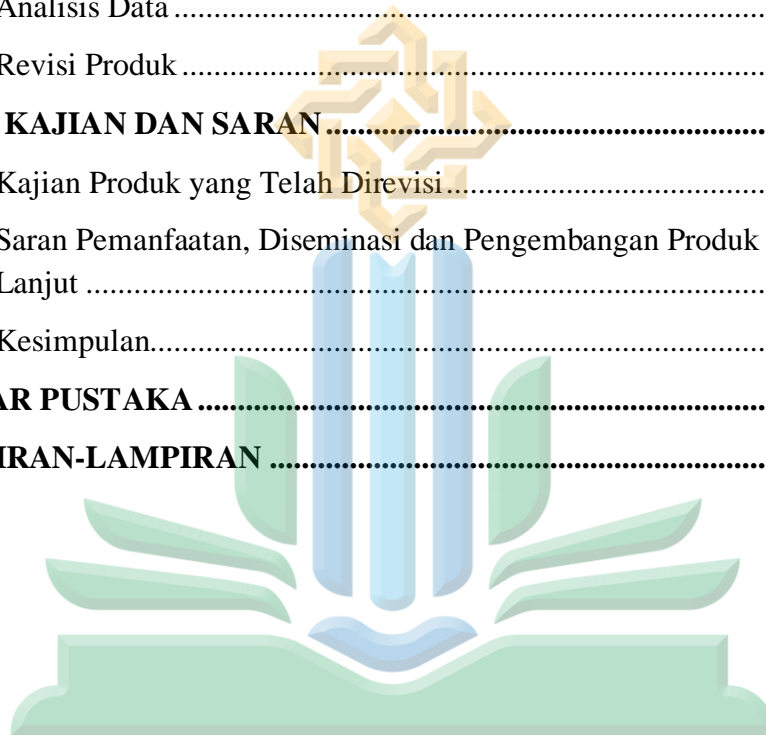 Analisis Data ..............................................................................
Revisi Produk ............................................................................
KAJIAN DAN SARAN ..................................................
Kajian Produk yang Telah Direvisi ..........................................
Saran Pemanfaatan, Diseminasi dan Pengembangan Produk
Lanjut ........................................................................................
Kesimpulan.................................................................................
AR PUSTAKA .................................................................
IRAN-LAMPIRAN .........................................................